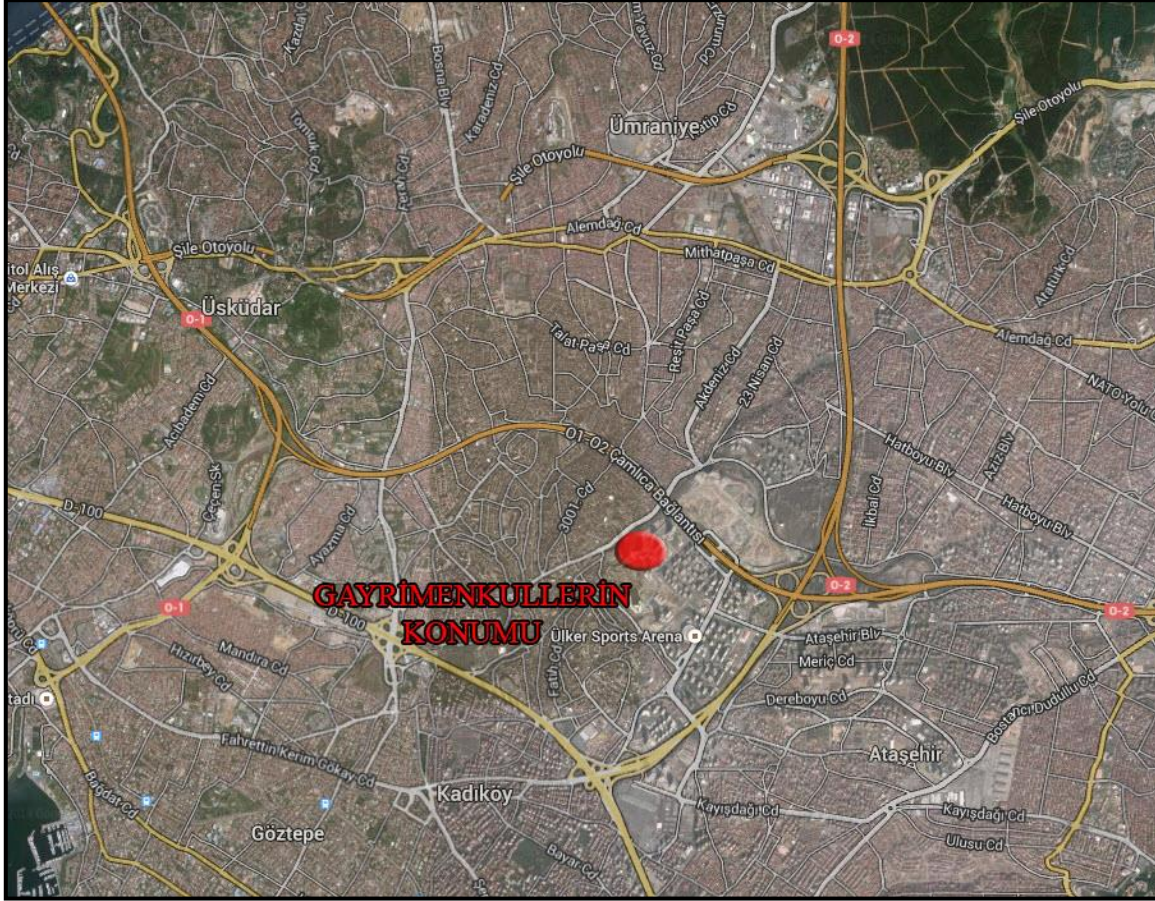 O-2
Kazdal Cd
Bosna Blv
Karadeniz Cd
Ümraniye
Şile Otoyolu
Tomruk Cd
Şile Otoyolu
Alemdağ Cd
Mithatpaşa Cd
Atatürk Cd
Şile Otoyolu
Üsküdar
O-1
Merkezi
Talat Paşa Cd
Reşit Paşa Cd
Akdeniz Cd
23 Nisan Cd
Alemdağ Cd
Acıbadem Cd
O1-O2 Çamlıca Bağlantısı
Hatboyu Blv
Aziz Blv
Hatboyu Blv
D-100
Çeçen Sk
Ayazma Cd
3001. Cd
İkbal Cd
GAYRİMENKULLERİN
KONUMU
O-1
D-100
O-2
O-2
Ülker Sports Arena
Ataşehir Blv
Mandıra Cd
Hızırbey Cd
Fatih Cd
Meriç Cd
Dereboyu Cd
Bostancı Dudullu Cd
Fahrettin Kerim Gökay Cd
Ataşehir
Kadıköy
Bağdat Cd
Göztepe
Kayışdağı Cd
Kayışdağı Cd
Ulusu Cd
Bayar Cd